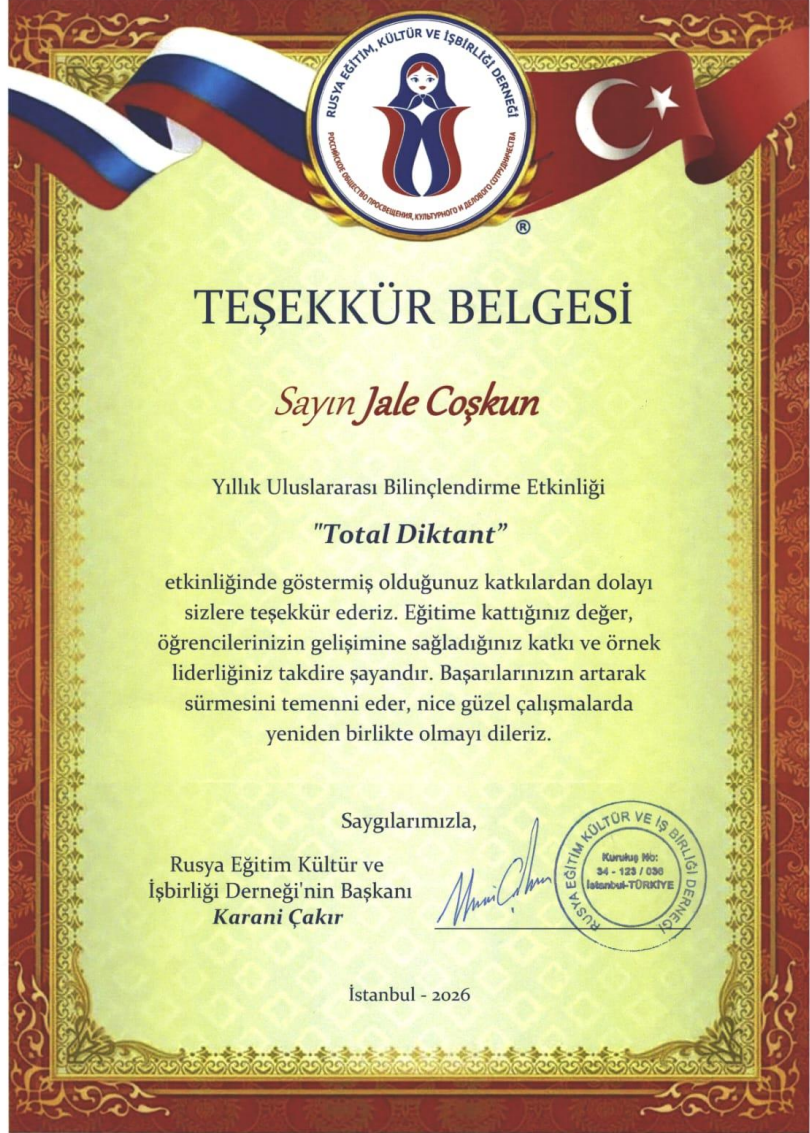 RUSYA EĞİTİM, KÜLTÜR VE İŞBİRLİĞİ DERNEĞİ
РОССИЙСКОЕ ОБЩЕСТВО ПРОСВЕЩЕНИЯ, КУЛЬТУРНОГО И ДЕЛОВОГО СОТРУДНИЧЕСТВА
®
TEŞEKKÜR BELGESİ
Sayın Jale Coşkun
Yıllık Uluslararası Bilinçlendirme Etkinliği
"Total Diktant”
etkinliğinde göstermiş olduğunuz katkılardan dolayı
sizlere teşekkür ederiz. Eğitime kattığınız değer,
öğrencilerinizin gelişimine sağladığınız katkı ve örnek
liderliğiniz takdire şayandır. Başarılarınızın artarak
sürmesini temenni eder, nice güzel çalışmalarda
yeniden birlikte olmayı dileriz.
Saygılarımızla,
Rusya Eğitim Kültür ve
İşbirliği Derneği'nin Başkanı
Karani Çakır
RUSYA EĞİTİM KÜLTÜR VE İŞ BİRLİĞİ DERNEĞİ
Kuruluş No:
34 - 123 / 036
İstanbul-TÜRKİYE
İstanbul - 2026